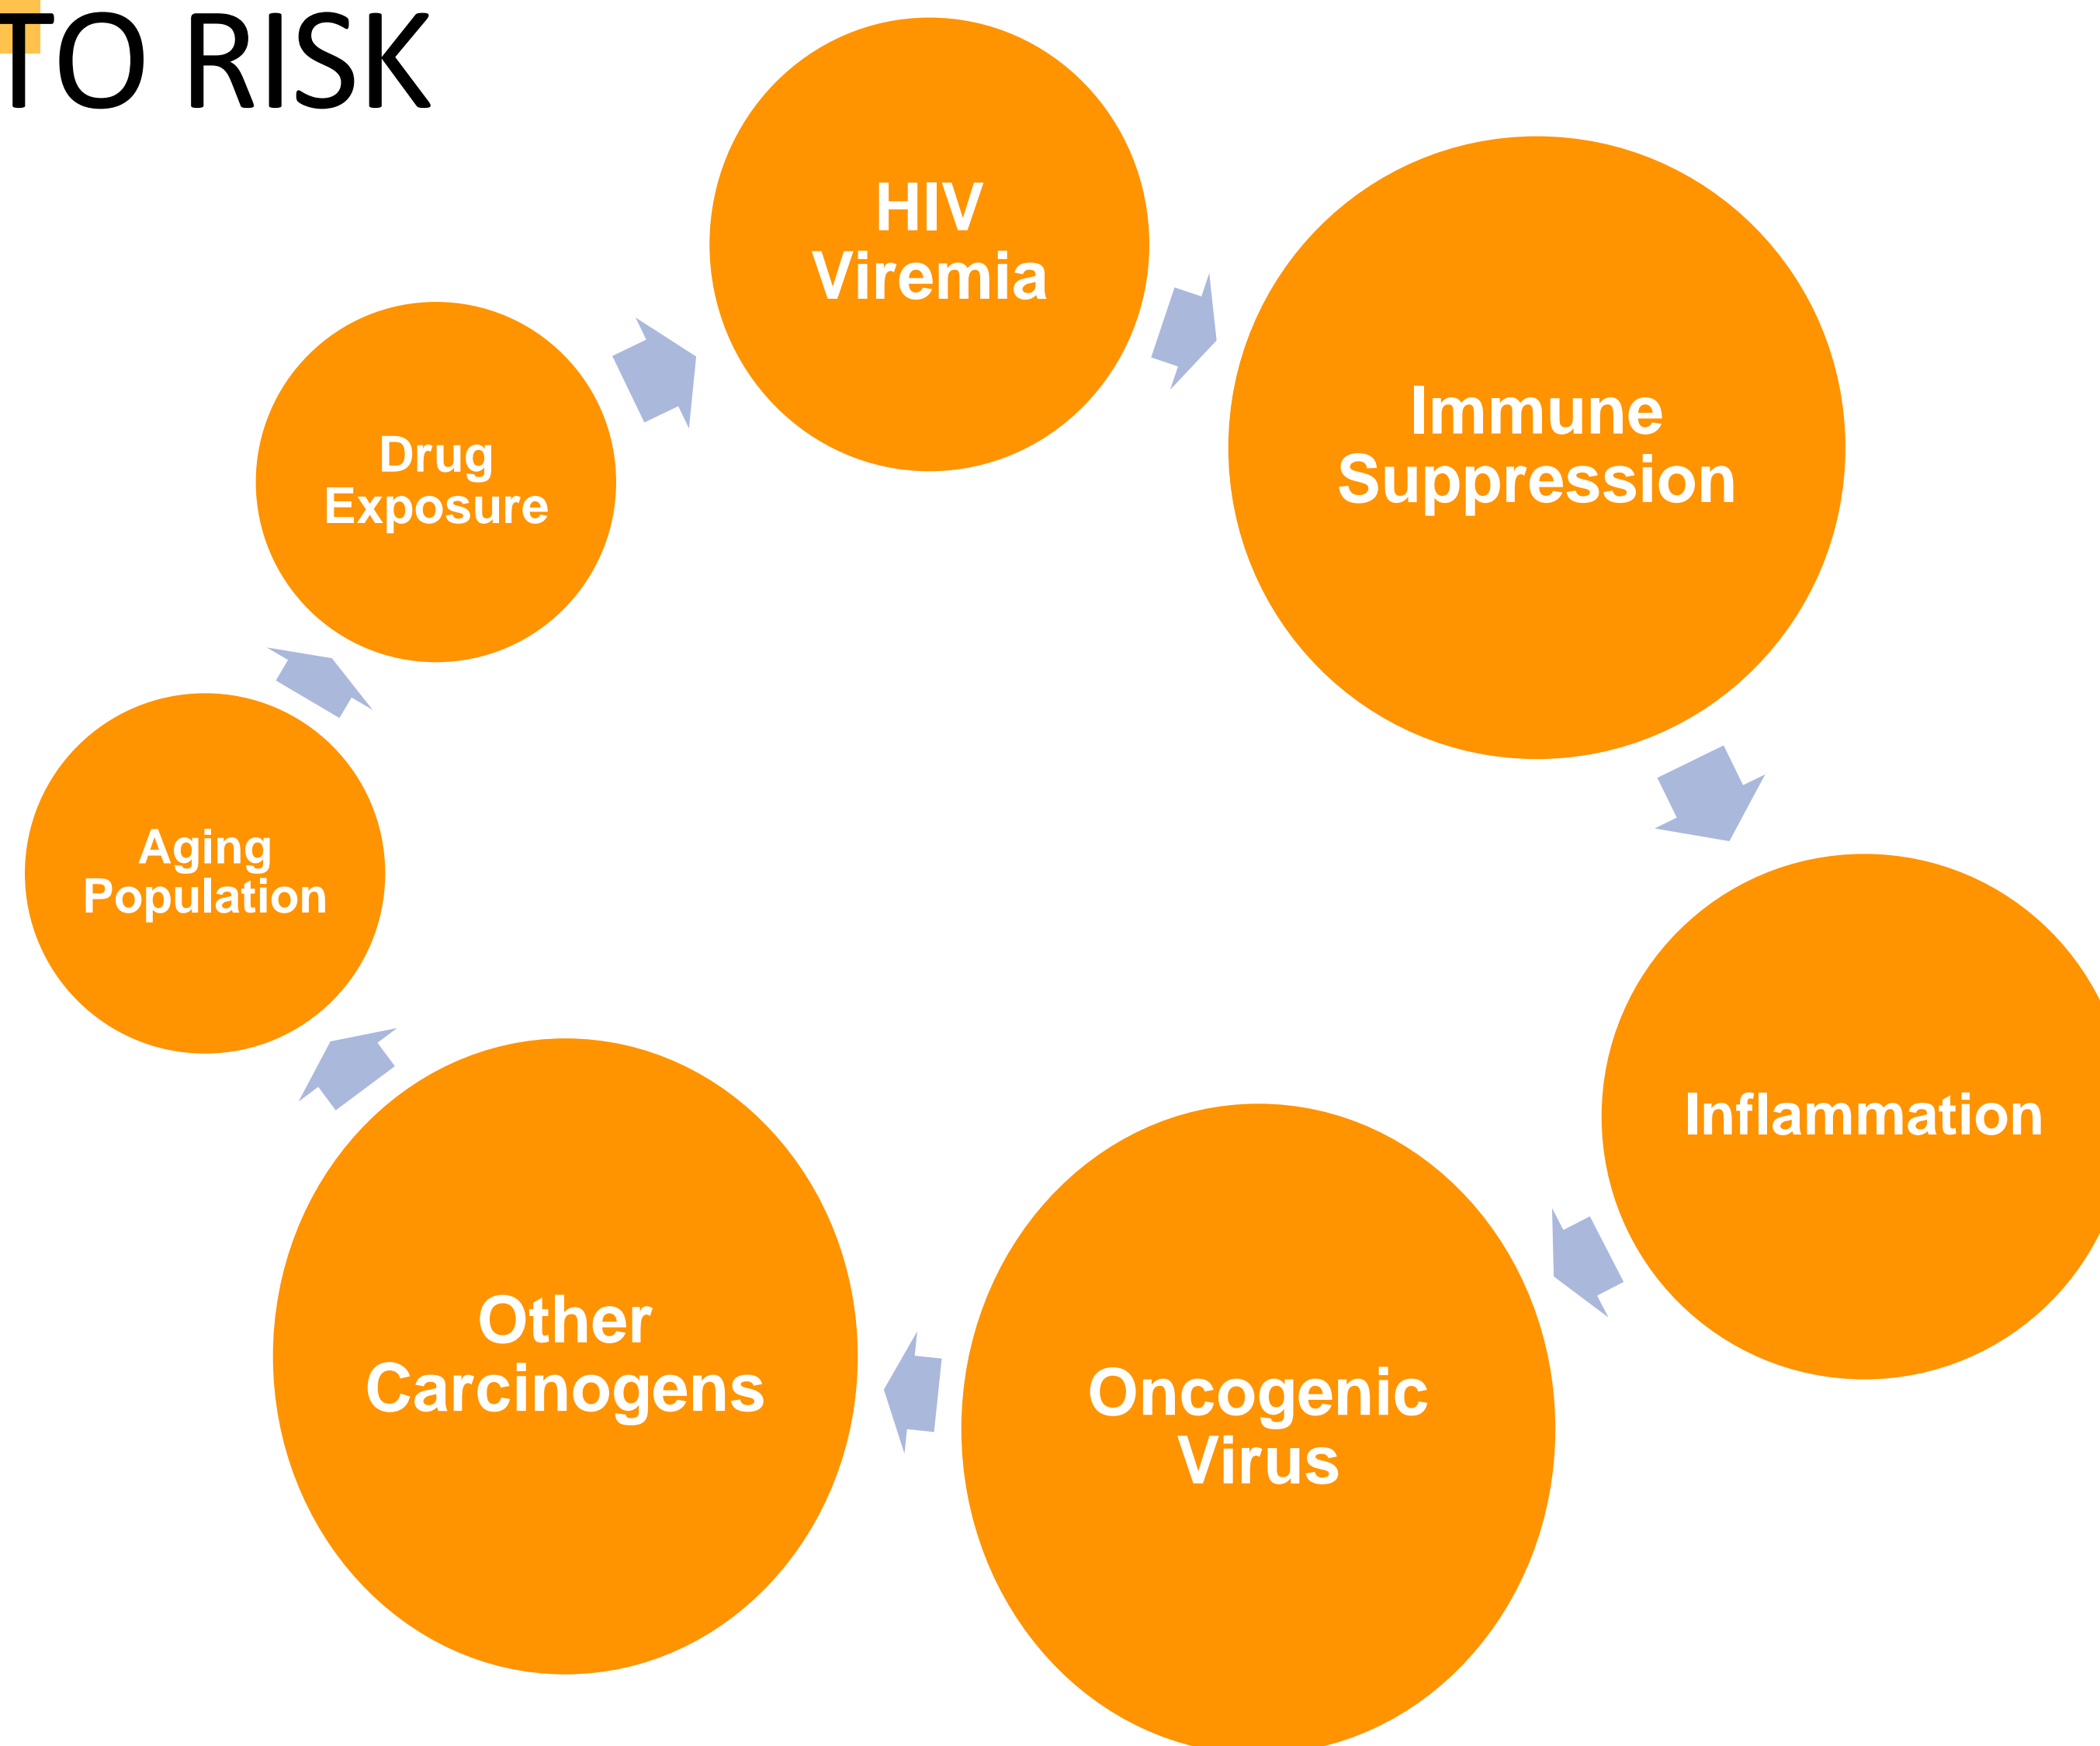 TO RISK
HIV
Viremia
Immune
Suppression
Inflammation
Oncogenic
Virus
Other
Carcinogens
Aging
Population
Drug
Exposure